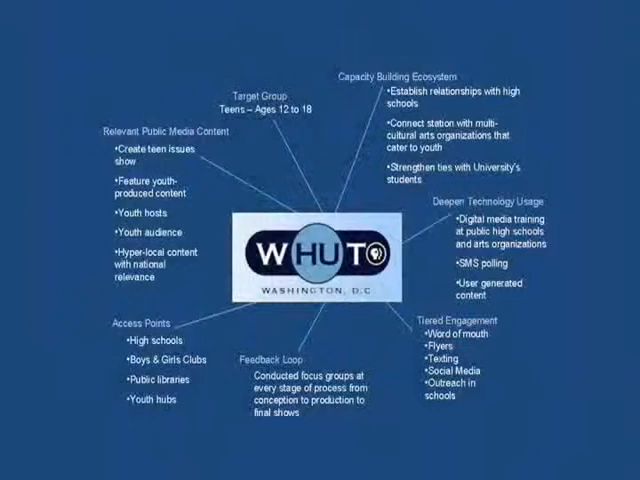 Capacity Building Ecosystem
•Establish relationships with high
schools
•Connect station with multi-
cultural arts organizations that
cater to youth
•Strengthen ties with University's
students
Target Group
Teens – Ages 12 to 18
Relevant Public Media Content
•Create teen issues
show
•Feature youth-
produced content
•Youth hosts
•Youth audience
•Hyper-local content
with national
relevance
Deepen Technology Usage
•Digital media training
at public high schools
and arts organizations
•SMS polling
•User generated
content
WHUT
WASHINGTON, D.C.
Access Points
•High schools
•Boys & Girls Clubs
•Public libraries
•Youth hubs
Feedback Loop
Conducted focus groups at
every stage of process from
conception to production to
final shows
Tiered Engagement
•Word of mouth
•Flyers
•Texting
•Social Media
•Outreach in
schools